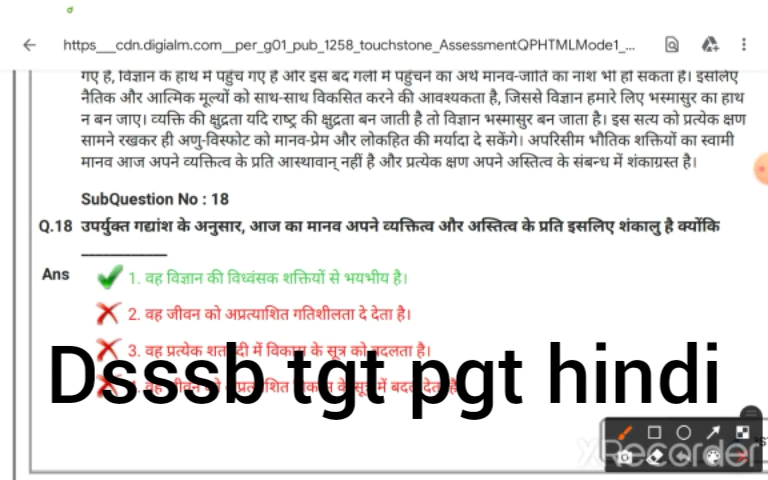 https___cdn.digialm.com__per_g01_pub_1258_touchstone_AssessmentQPHTMLMode1_...
गए है, विज्ञान के हाथ में पहुंच गए हैं और इस बंद गली में पहुंचने का अर्थ मानव-जाति का नाश भी हो सकता है। इसलिए
नैतिक और आत्मिक मूल्यों को साथ-साथ विकसित करने की आवश्यकता है, जिससे विज्ञान हमारे लिए भस्मासुर का हाथ
न बन जाए। व्यक्ति की क्षुद्रता यदि राष्ट्र की क्षुद्रता बन जाती है तो विज्ञान भस्मासुर बन जाता है। इस सत्य को प्रत्येक क्षण
सामने रखकर ही अणु-विस्फोट को मानव-प्रेम और लोकहित की मर्यादा दे सकेंगे। अपरिसीम भौतिक शक्तियों का स्वामी
मानव आज अपने व्यक्तित्व के प्रति आस्थावान् नहीं है और प्रत्येक क्षण अपने अस्तित्व के संबन्ध में शंकाग्रस्त है।
SubQuestion No : 18
Q.18 उपर्युक्त गद्यांश के अनुसार, आज का मानव अपने व्यक्तित्व और अस्तित्व के प्रति इसलिए शंकालु है क्योंकि
____________
Ans 1. वह विज्ञान की विध्वंसक शक्तियों से भयभीय है।
2. वह जीवन को अप्रत्याशित गतिशीलता दे देता है।
3. वह प्रत्येक शताब्दी में विकास के सूत्र को बदलता है।
Dsssb tgt pgt hindi
XRecorder